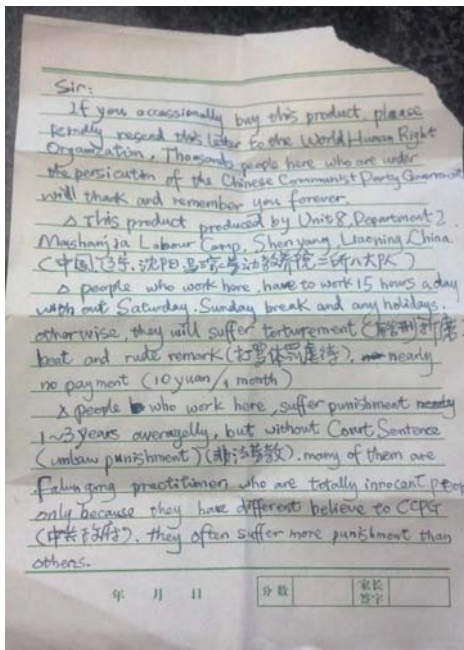 Sir:
If you occassionally buy this product, please
kindly resend this letter to the World Human Right
Organization. Thousands people here who are under
the persicution of the Chinese Communist Party Government
will thank and remember you forever.
△ This product produced by Unit 8, Department 2,
Mashanjia Labour Camp, Shenyang, Liaoning, China.
(中国,辽宁,沈阳,马三家劳动教养院二所八大队)
△ people who work here, have to work 15 hours a day
with out Saturday, Sunday break and any holidays,
otherwise, they will suffer torturement (折磨),
beat and rude remark (打骂体罚虐待), nearly
no payment (10 yuan/1 month)
△ people who work here, suffer punishment
1~3 years averagelly, but without Court Sentence
(unlaw punishment) (非法劳教). many of them are
Falun gong practitioner, who are totally innocent people
only because they have different believe to CCPG
(中共政府). they often suffer more punishment than
others.
年 月 日 分数 家长
签字